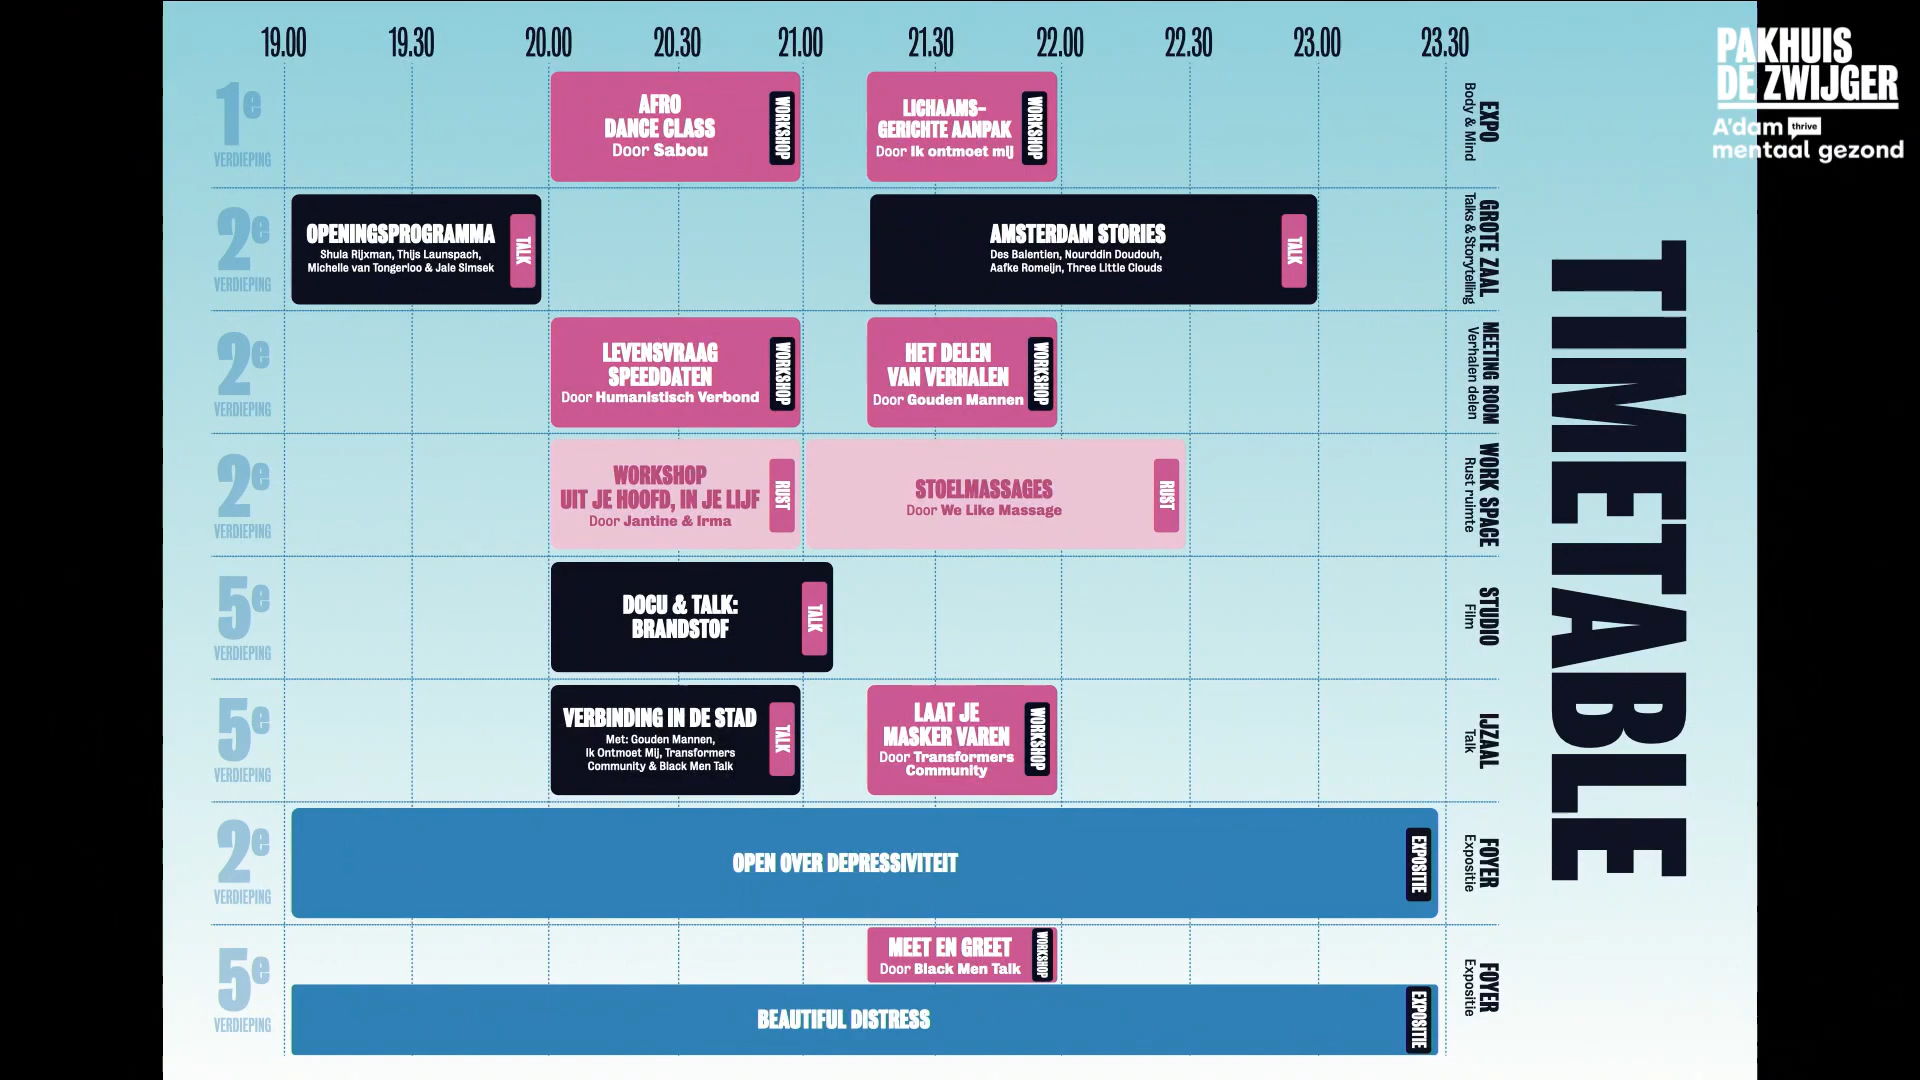 19.00 19.30 20.00 20.30 21.00 21.30 22.00 22.30 23.00 23.30
PAKHUIS
DE ZWIJGER
A'dam thrive
mentaal gezond
TIMETABLE
1e
VERDIEPING
AFRO
DANCE CLASS
Door Sabou
WORKSHOP
LICHAAMS-
GERICHTE AANPAK
Door Ik ontmoet mij
WORKSHOP
EXPO
Body & Mind
2e
VERDIEPING
OPENINGSPROGRAMMA
Shula Rijxman, Thijs Launspach,
Michelle van Tongerloo & Jale Simsek
TALK
AMSTERDAM STORIES
Des Balentien, Nourddin Doudouh,
Aafke Romeijn, Three Little Clouds
TALK
GROTE ZAAL
Talks & Storytelling
2e
VERDIEPING
LEVENSVRAAG
SPEEDDATEN
Door Humanistisch Verbond
WORKSHOP
HET DELEN
VAN VERHALEN
Door Gouden Mannen
WORKSHOP
MEETING ROOM
Verhalen delen
2e
VERDIEPING
WORKSHOP
UIT JE HOOFD, IN JE LIJF
Door Jantine & Irma
RUST
STOELMASSAGES
Door We Like Massage
RUST
WORK SPACE
Rust ruimte
5e
VERDIEPING
DOCU & TALK:
BRANDSTOF
TALK
STUDIO
Film
5e
VERDIEPING
VERBINDING IN DE STAD
Met: Gouden Mannen,
Ik Ontmoet Mij, Transformers
Community & Black Men Talk
TALK
LAAT JE
MASKER VAREN
Door Transformers
Community
WORKSHOP
IJZAAL
Talk
2e
VERDIEPING
OPEN OVER DEPRESSIVITEIT
EXPOSITIE
FOYER
Expositie
5e
VERDIEPING
MEET EN GREET
Door Black Men Talk
WORKSHOP
BEAUTIFUL DISTRESS
EXPOSITIE
FOYER
Expositie